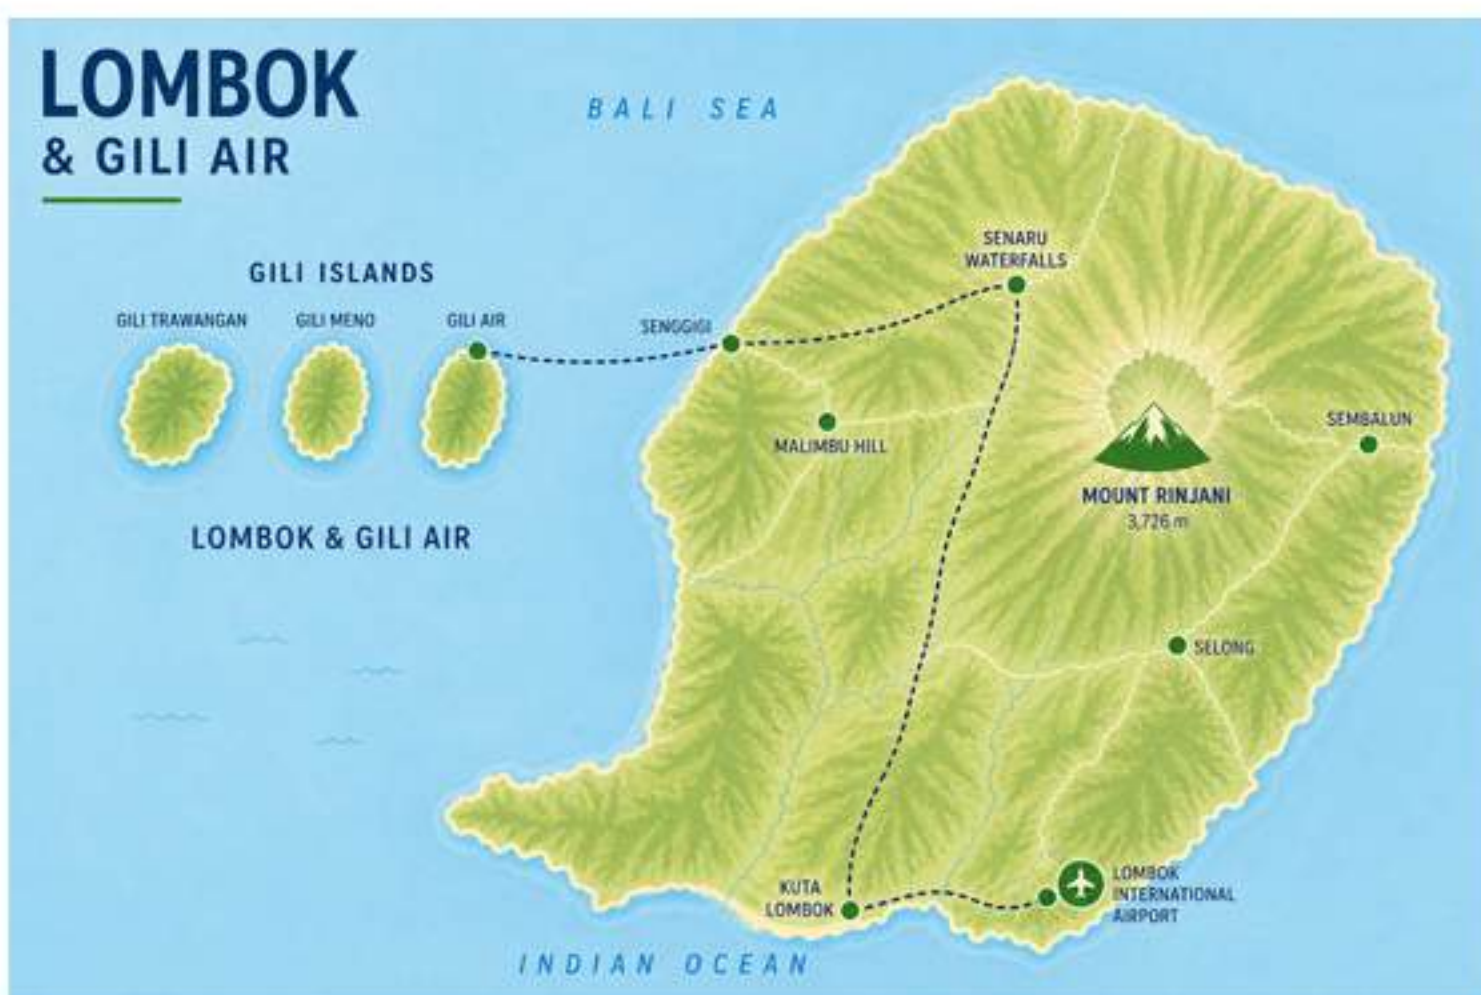 LOMBOK
& GILI AIR
BALI SEA
GILI ISLANDS
GILI TRAWANGAN
GILI MENO
GILI AIR
SENGGIGI
SENARU
WATERFALLS
MALIMBU HILL
SEMBALUN
MOUNT RINJANI
3,726 m
LOMBOK & GILI AIR
SELONG
KUTA
LOMBOK
LOMBOK
INTERNATIONAL
AIRPORT
INDIAN OCEAN